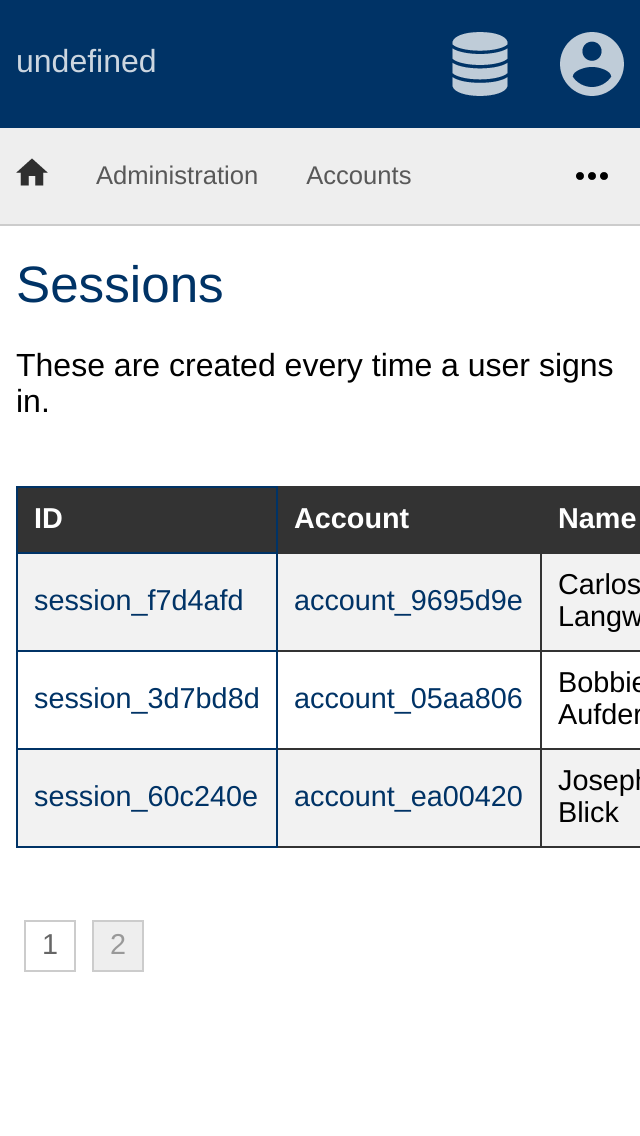 undefined
Administration Accounts
Sessions
These are created every time a user signs
in.
ID Account Name
session_f7d4afd account_9695d9e Carlos
Langw
session_3d7bd8d account_05aa806 Bobbie
Aufder
session_60c240e account_ea00420 Joseph
Blick
1 2